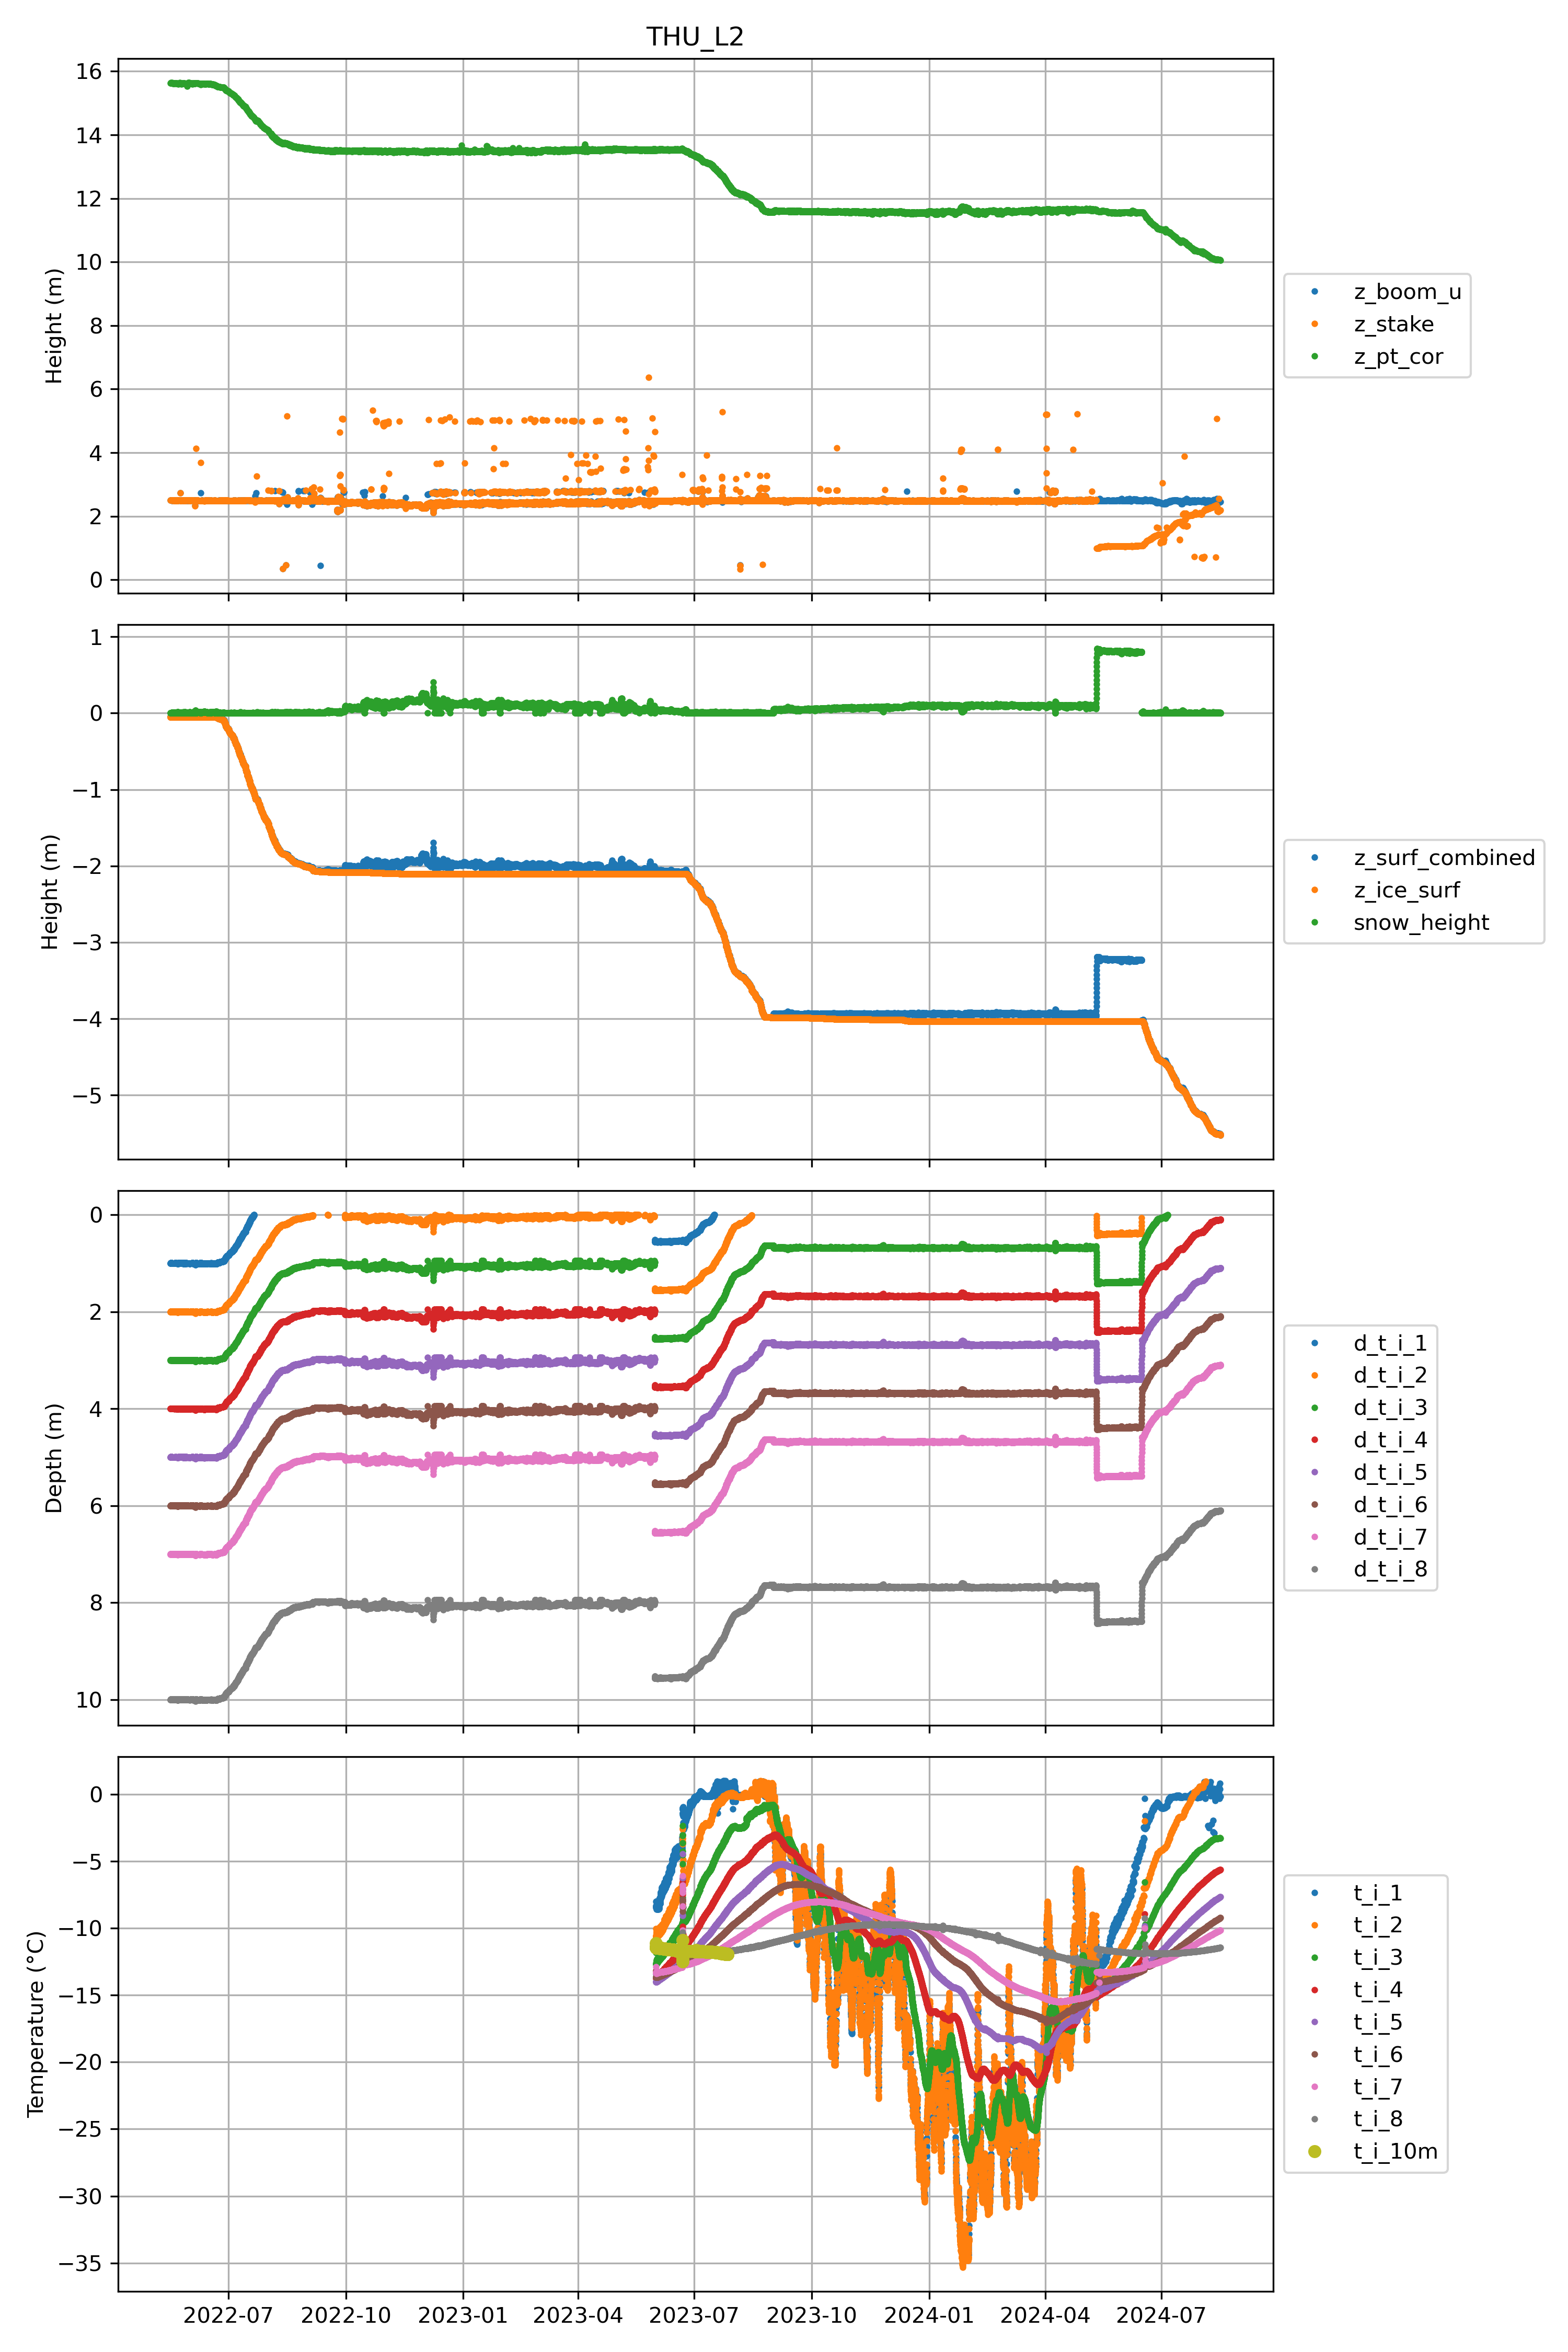 THU_L2
16
14
12
10
8
6
4
2
0
Height (m)
z_boom_u
z_stake
z_pt_cor
1
0
−1
−2
−3
−4
−5
Height (m)
z_surf_combined
z_ice_surf
snow_height
0
2
4
6
8
10
Depth (m)
d_t_i_1
d_t_i_2
d_t_i_3
d_t_i_4
d_t_i_5
d_t_i_6
d_t_i_7
d_t_i_8
0
−5
−10
−15
−20
−25
−30
−35
Temperature (°C)
t_i_1
t_i_2
t_i_3
t_i_4
t_i_5
t_i_6
t_i_7
t_i_8
t_i_10m
2022-07 2022-10 2023-01 2023-04 2023-07 2023-10 2024-01 2024-04 2024-07